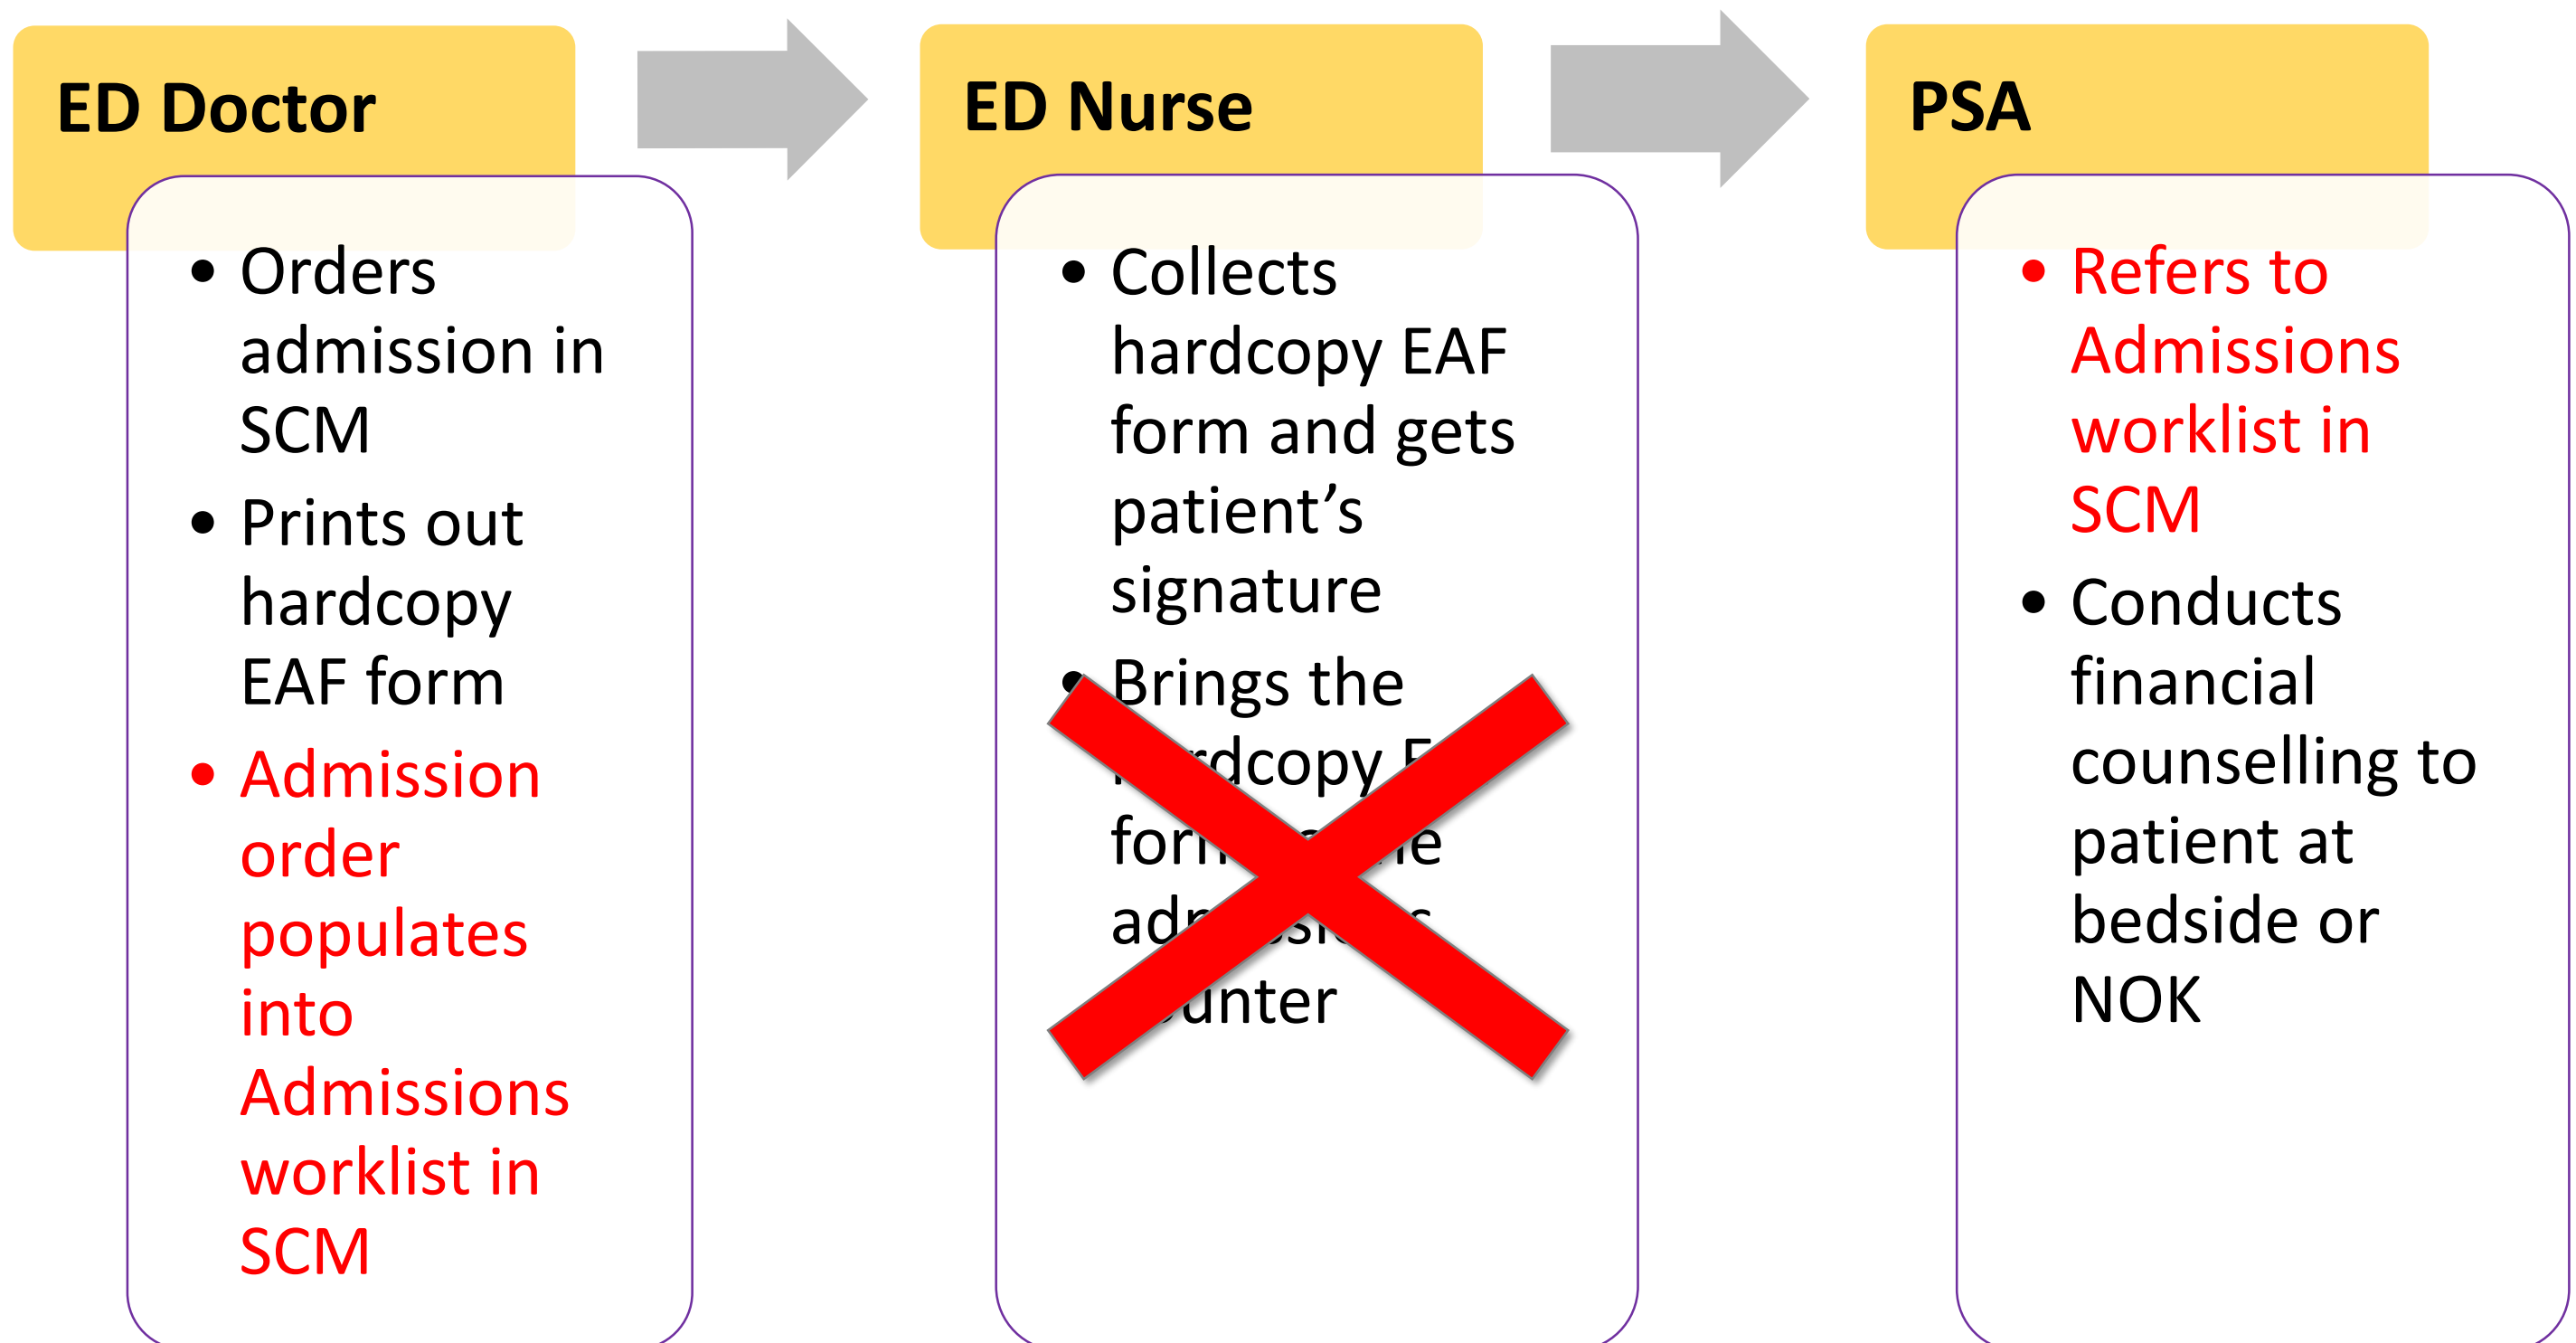 ED Doctor
• Orders
admission in
SCM
• Prints out
hardcopy
EAF form
• Admission
order
populates
into
Admissions
worklist in
SCM
ED Nurse
• Collects
hardcopy EAF
form and gets
patient’s
signature
• Brings the
PSA
• Refers to
Admissions
worklist in
SCM
• Conducts
financial
counselling to
patient at
bedside or
NOK